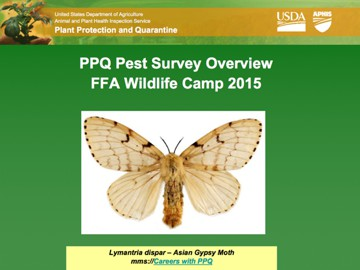 United States Department of Agriculture
Animal and Plant Health Inspection Service
Plant Protection and Quarantine
USDA
APHIS
PPQ Pest Survey Overview
FFA Wildlife Camp 2015
Lymantria dispar – Asian Gypsy Moth
mms://Careers with PPQ